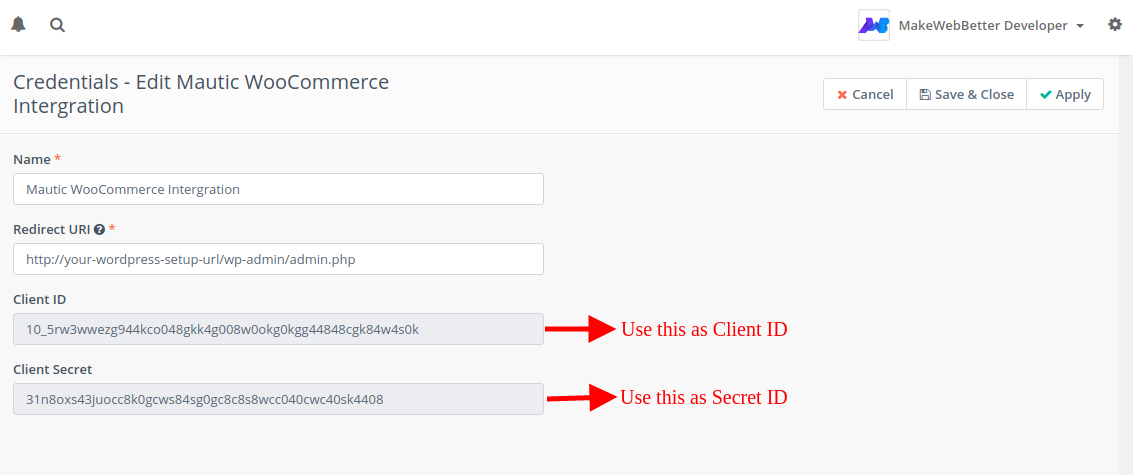 MakeWebBetter Developer
Credentials - Edit Mautic WooCommerce
Intergration
Cancel
Save & Close
Apply
Name *
Mautic WooCommerce Intergration
Redirect URI *
http://your-wordpress-setup-url/wp-admin/admin.php
Client ID
10_5rw3wwezg944kco048gkk4g008w0okg0kgg44848cgk84w4s0k
Use this as Client ID
Client Secret
31n8oxs43juocc8k0gcws84sg0gc8c8s8wcc040cwc40sk4408
Use this as Secret ID